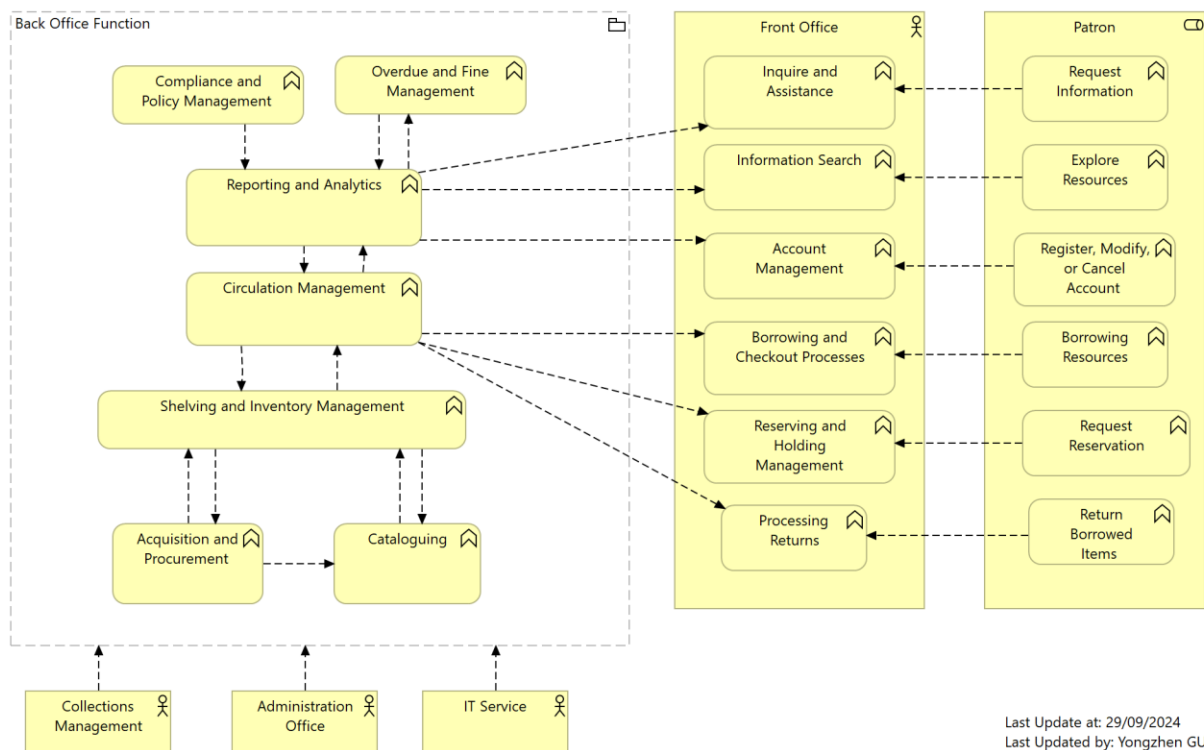 Back Office Function
Compliance and
Policy Management
Overdue and Fine
Management
Reporting and Analytics
Circulation Management
Shelving and Inventory Management
Acquisition and
Procurement
Cataloguing
Collections
Management
Administration
Office
IT Service
Front Office
Inquire and
Assistance
Information Search
Account
Management
Borrowing and
Checkout Processes
Reserving and
Holding
Management
Processing
Returns
Patron
Request
Information
Explore
Resources
Register, Modify,
or Cancel
Account
Borrowing
Resources
Request
Reservation
Return
Borrowed
Items
Last Update at: 29/09/2024
Last Updated by: Yongzhen GU